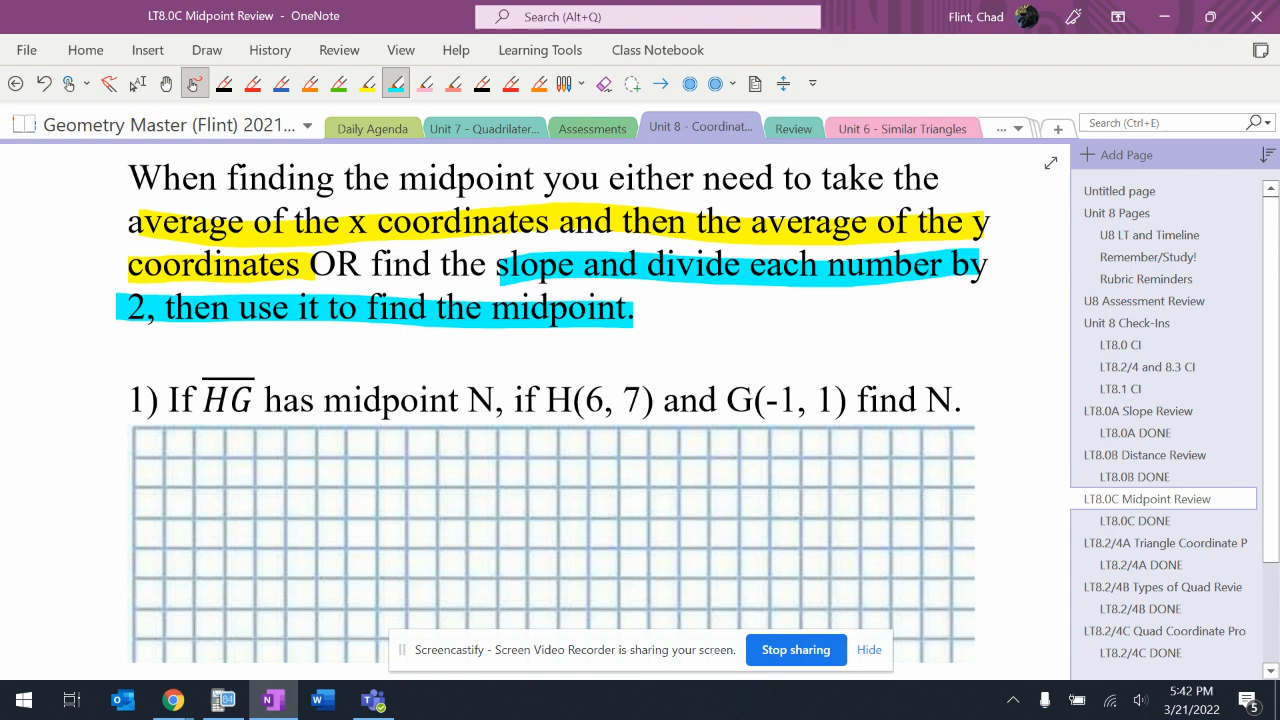 LT8.0C Midpoint Review - OneNote
Search (Alt+Q)
Flint, Chad
File Home Insert Draw History Review View Help Learning Tools Class Notebook
Geometry Master (Flint) 2021...
Daily Agenda
Unit 7 - Quadrilater...
Assessments
Unit 8 - Coordinat...
Review
Unit 6 - Similar Triangles
...
Search (Ctrl+E)
When finding the midpoint you either need to take the
average of the x coordinates and then the average of the y
coordinates OR find the slope and divide each number by
2, then use it to find the midpoint.
1) If HG has midpoint N, if H(6, 7) and G(-1, 1) find N.
Add Page
Untitled page
Unit 8 Pages
U8 LT and Timeline
Remember/Study!
Rubric Reminders
U8 Assessment Review
Unit 8 Check-Ins
LT8.0 CI
LT8.2/4 and 8.3 CI
LT8.1 CI
LT8.0A Slope Review
LT8.0A DONE
LT8.0B Distance Review
LT8.0B DONE
LT8.0C Midpoint Review
LT8.0C DONE
LT8.2/4A Triangle Coordinate P
LT8.2/4A DONE
LT8.2/4B Types of Quad Revie
LT8.2/4B DONE
LT8.2/4C Quad Coordinate Pro
LT8.2/4C DONE
Screencastify - Screen Video Recorder is sharing your screen.
Stop sharing
Hide
5:42 PM
3/21/2022
5